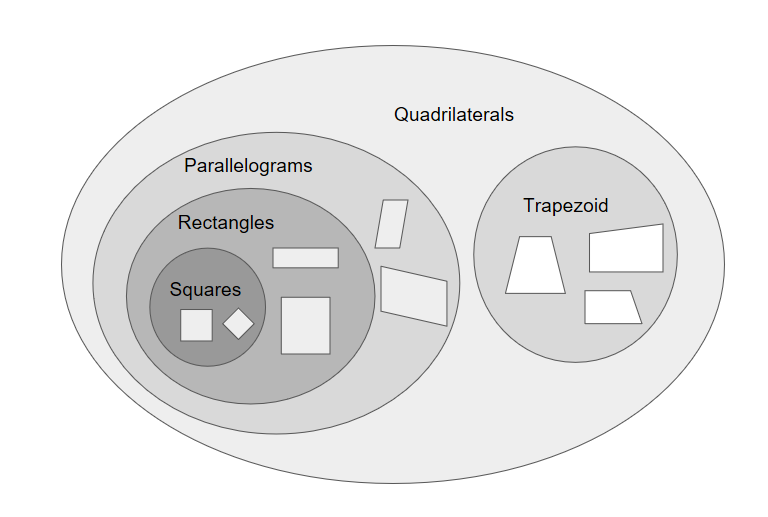 Quadrilaterals
Parallelograms
Trapezoid
Rectangles
Squares